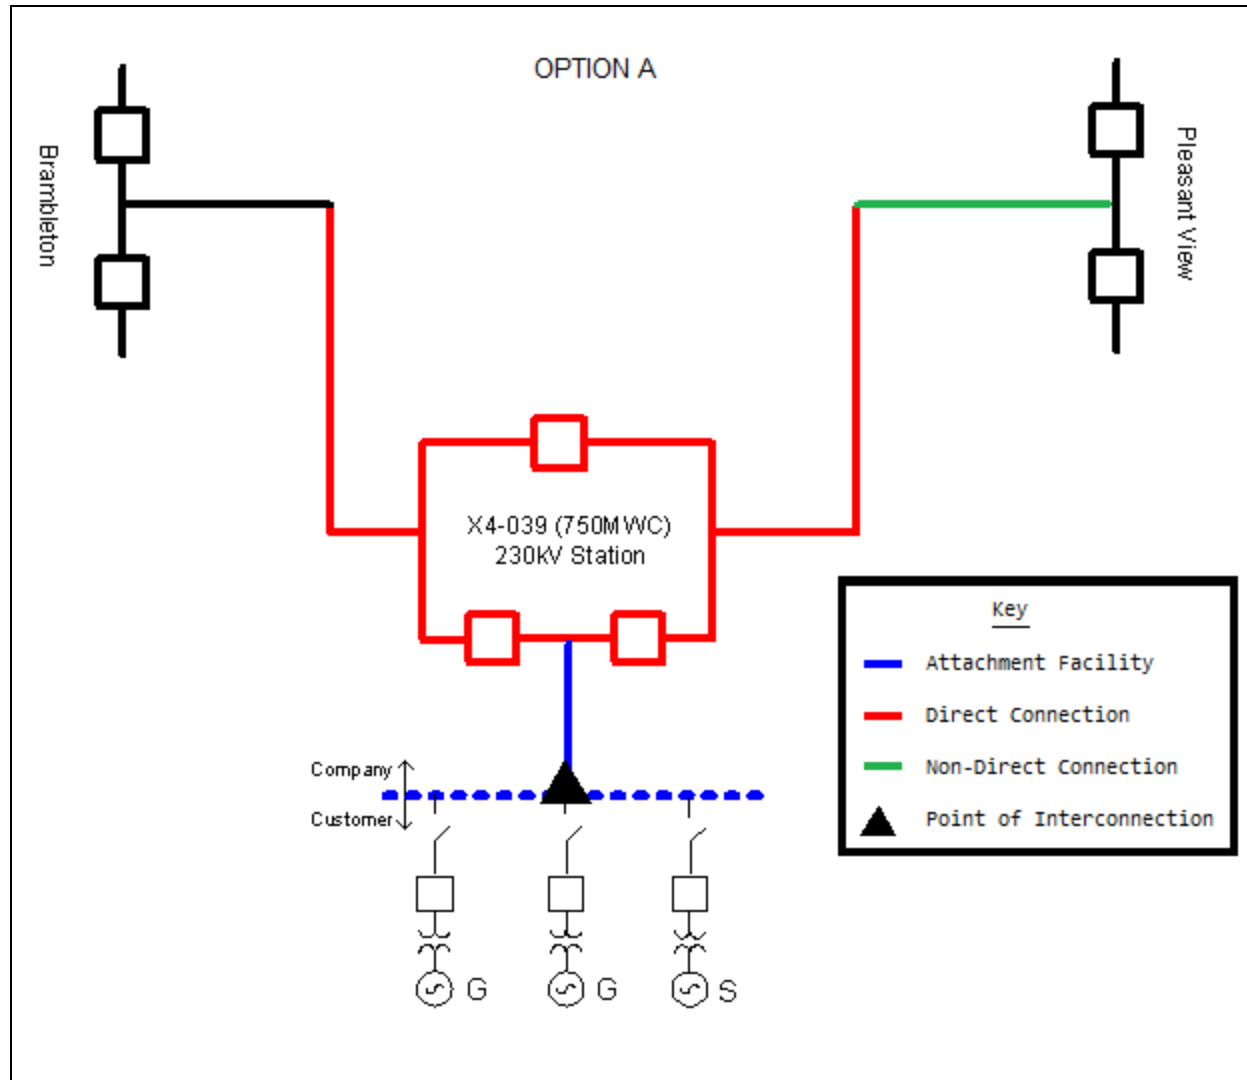 OPTION A
Brambleton
Pleasant View
X4-039 (750MWC)
230kV Station
Key
Attachment Facility
Direct Connection
Non-Direct Connection
Point of Interconnection
Company
Customer
G
G
S